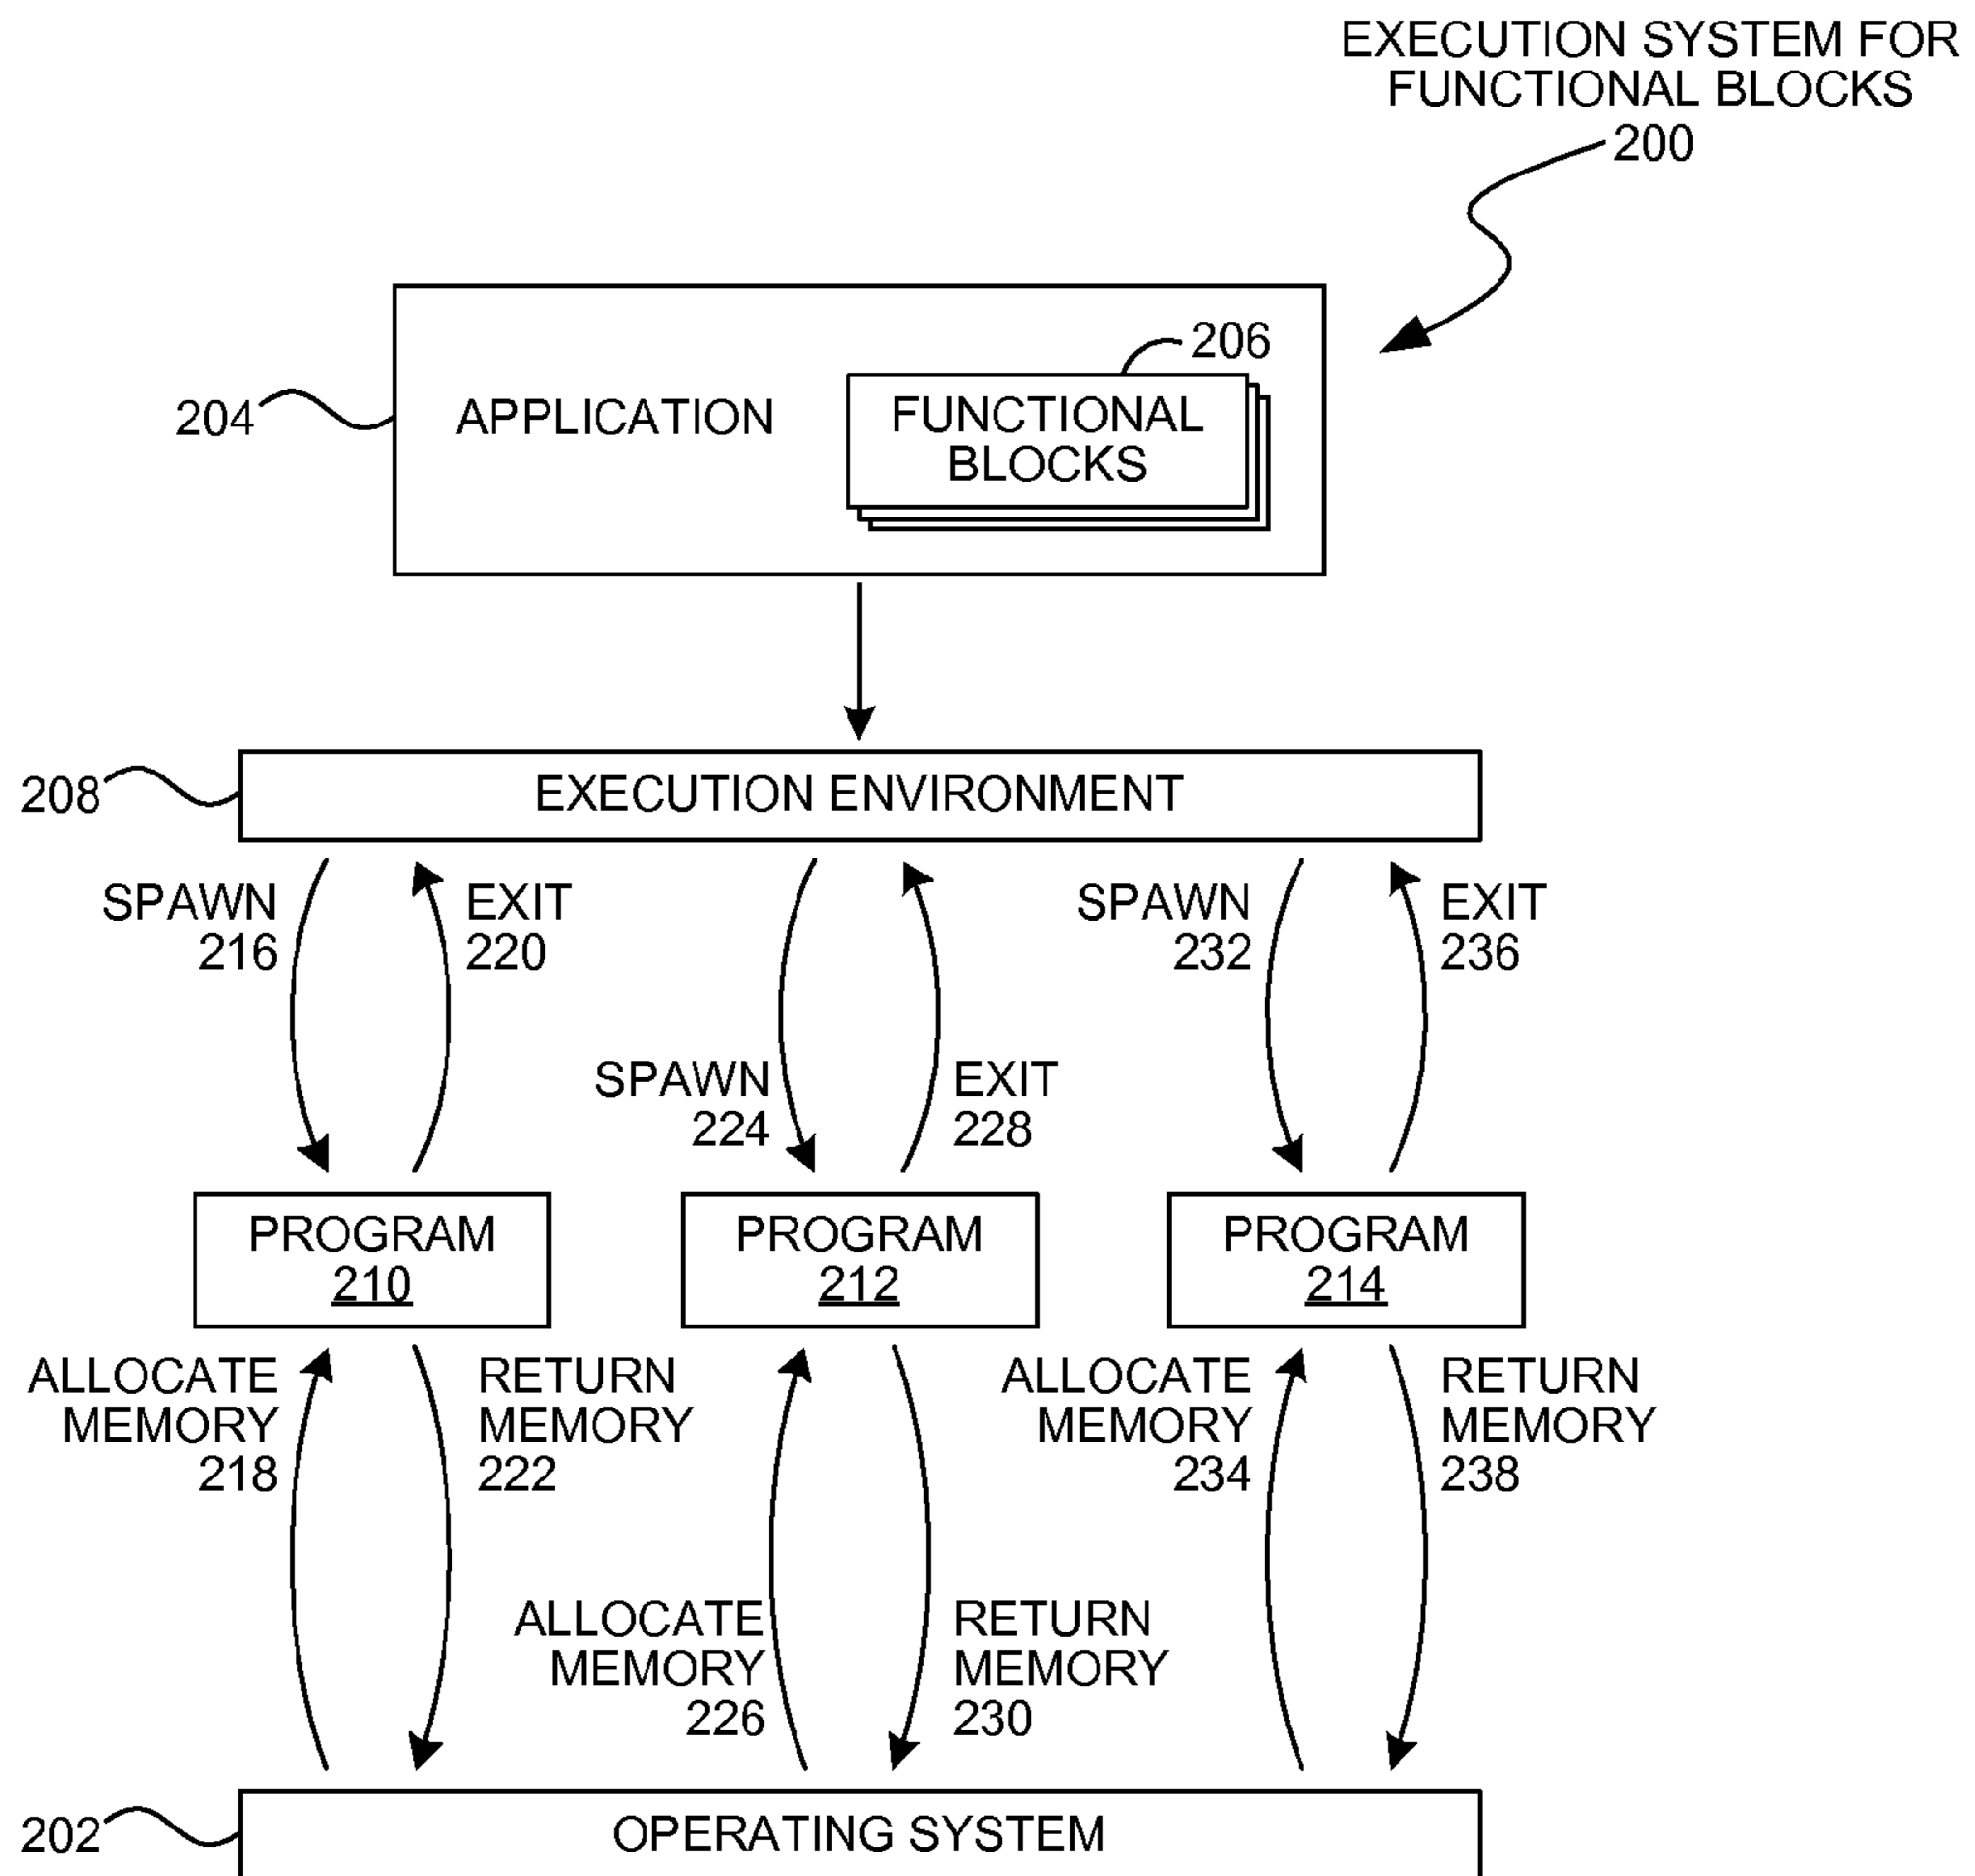 EXECUTION SYSTEM FOR
FUNCTIONAL BLOCKS
200
206
204
APPLICATION
FUNCTIONAL
BLOCKS
208
EXECUTION ENVIRONMENT
SPAWN
216
EXIT
220
SPAWN
224
EXIT
228
SPAWN
232
EXIT
236
PROGRAM
210
PROGRAM
212
PROGRAM
214
ALLOCATE
MEMORY
218
RETURN
MEMORY
222
ALLOCATE
MEMORY
226
RETURN
MEMORY
230
ALLOCATE
MEMORY
234
RETURN
MEMORY
238
202
OPERATING SYSTEM